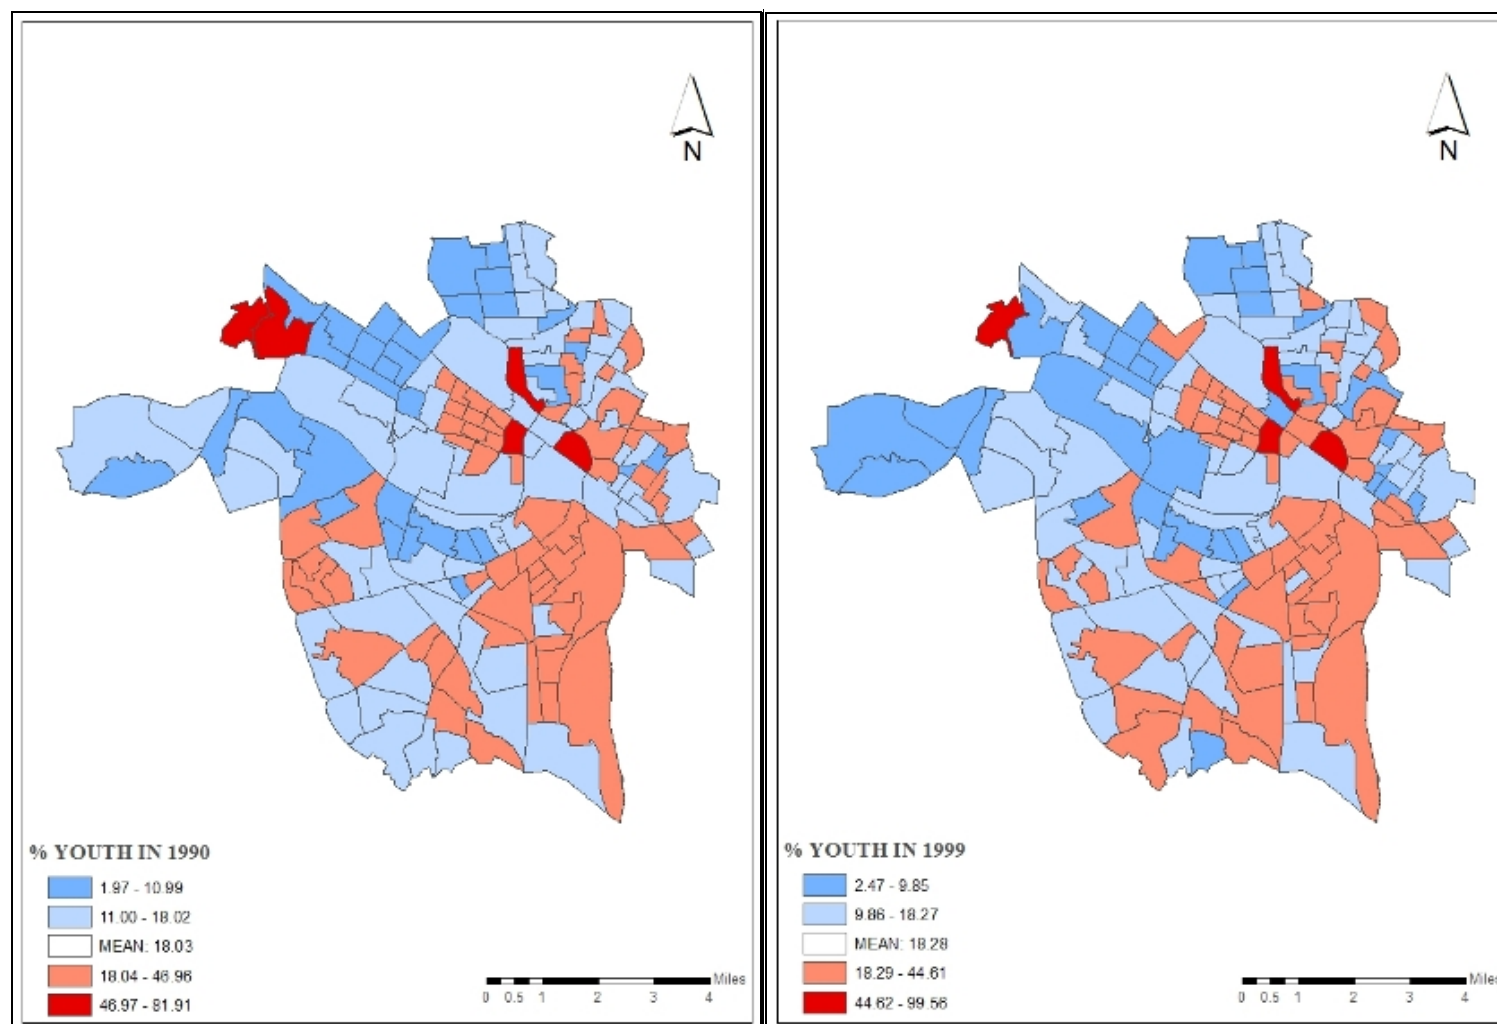 N
% YOUTH IN 1990
1.97 - 10.99
11.00 - 18.02
MEAN: 18.03
18.04 - 46.96
46.97 - 81.91
Miles
0 0.5 1 2 3 4
N
% YOUTH IN 1999
2.47 - 9.85
9.86 - 18.27
MEAN: 18.28
18.29 - 44.61
44.62 - 99.56
Miles
0 0.5 1 2 3 4